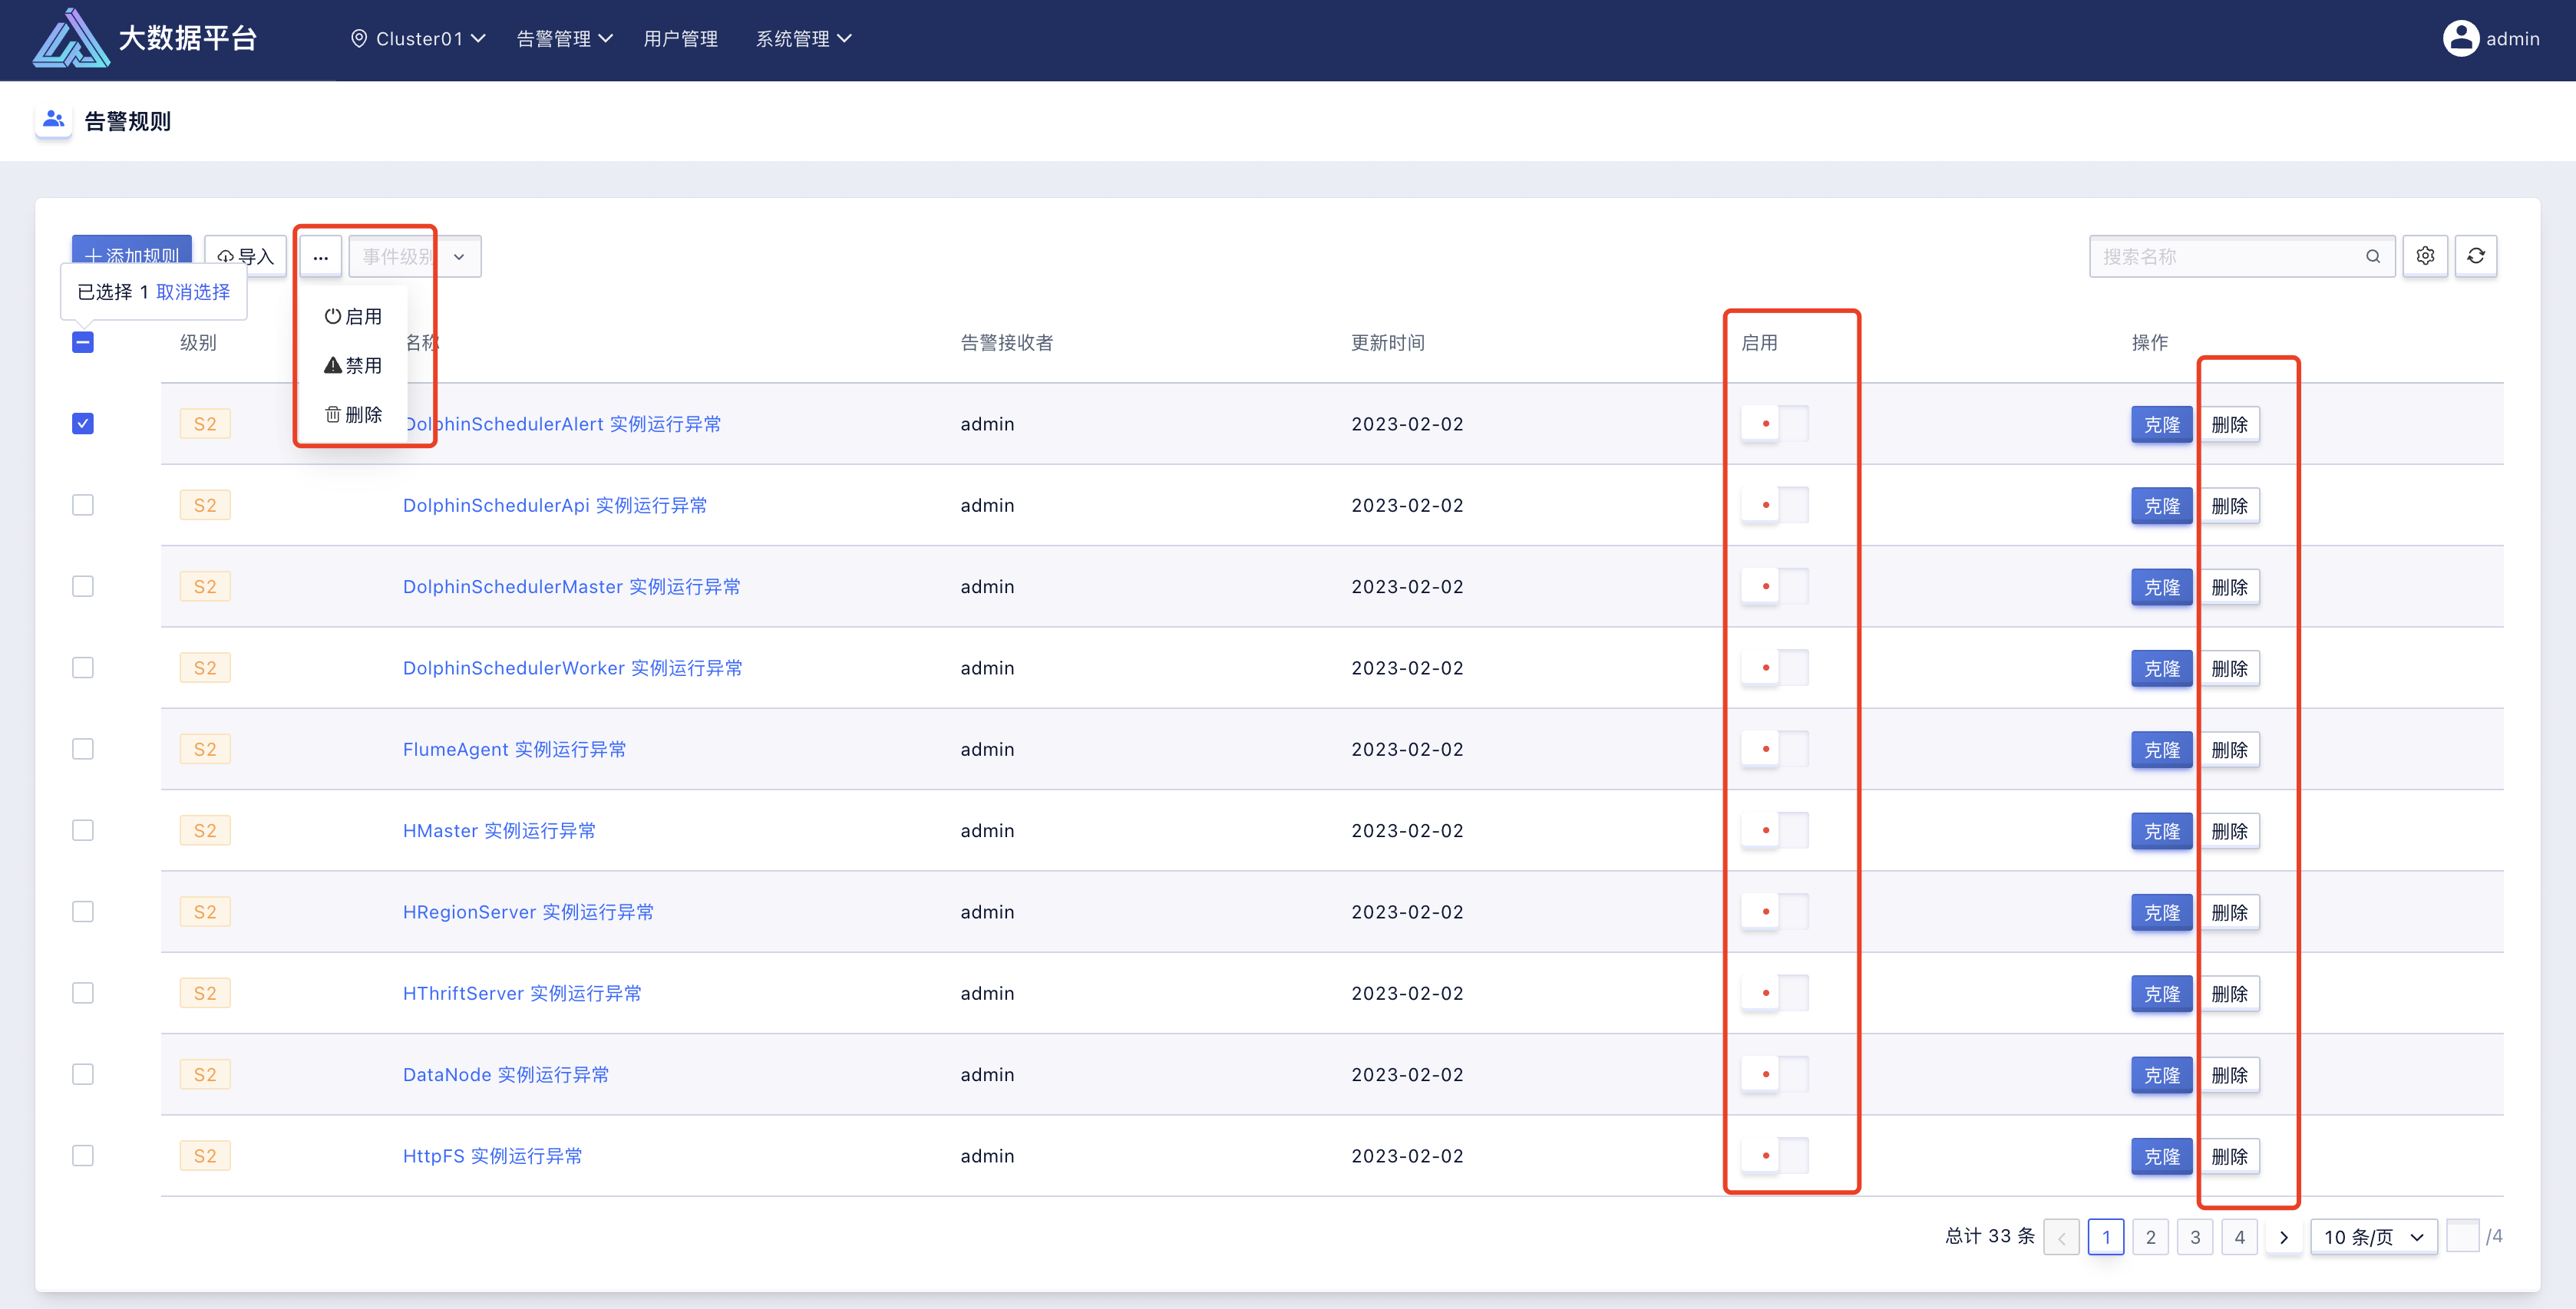 大数据平台 Cluster01 告警管理 用户管理 系统管理 admin
告警规则
添加规则 导入 ... 事件级别 搜索名称
已选择 1 取消选择
启用
禁用
删除
级别 名称 告警接收者 更新时间 启用 操作
S2 DolphinSchedulerAlert 实例运行异常 admin 2023-02-02 克隆 删除
S2 DolphinSchedulerApi 实例运行异常 admin 2023-02-02 克隆 删除
S2 DolphinSchedulerMaster 实例运行异常 admin 2023-02-02 克隆 删除
S2 DolphinSchedulerWorker 实例运行异常 admin 2023-02-02 克隆 删除
S2 FlumeAgent 实例运行异常 admin 2023-02-02 克隆 删除
S2 HMaster 实例运行异常 admin 2023-02-02 克隆 删除
S2 HRegionServer 实例运行异常 admin 2023-02-02 克隆 删除
S2 HThriftServer 实例运行异常 admin 2023-02-02 克隆 删除
S2 DataNode 实例运行异常 admin 2023-02-02 克隆 删除
S2 HttpFS 实例运行异常 admin 2023-02-02 克隆 删除
总计 33 条 1 2 3 4 10 条/页 /4